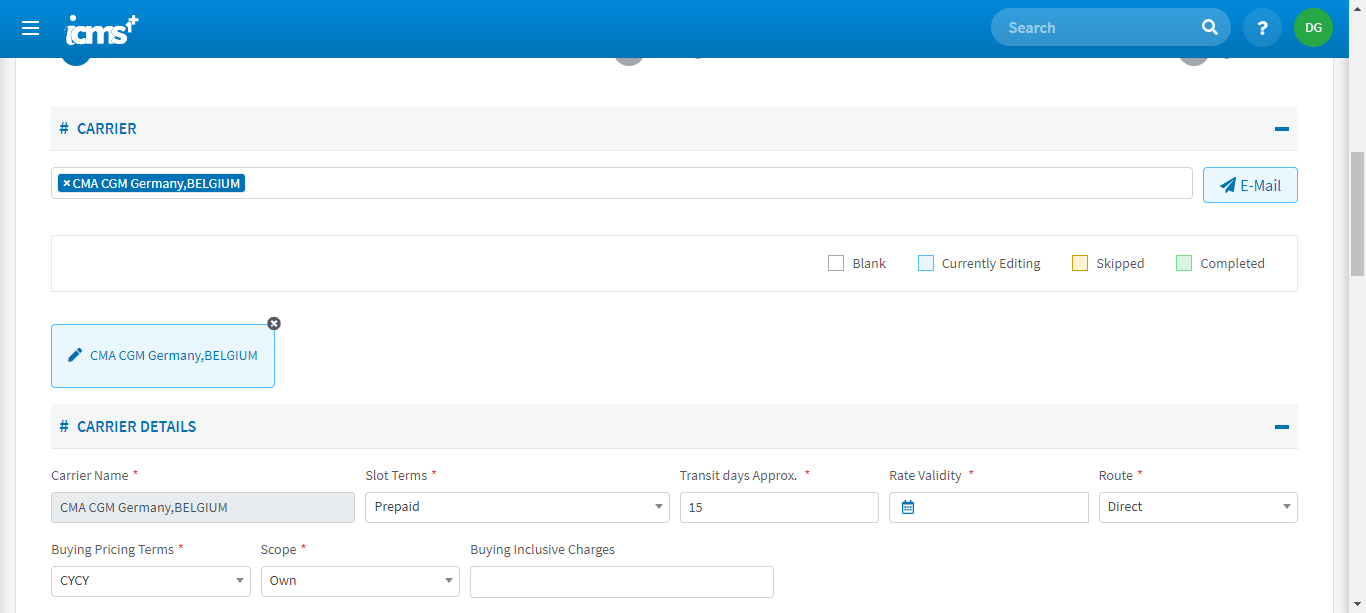 icms+
Search
?
DG
# CARRIER
×CMA CGM Germany,BELGIUM
E-Mail
Blank
Currently Editing
Skipped
Completed
CMA CGM Germany,BELGIUM
# CARRIER DETAILS
Carrier Name * Slot Terms * Transit days Approx. * Rate Validity * Route *
CMA CGM Germany,BELGIUM Prepaid 15 Direct
Buying Pricing Terms * Scope * Buying Inclusive Charges
CYCY Own